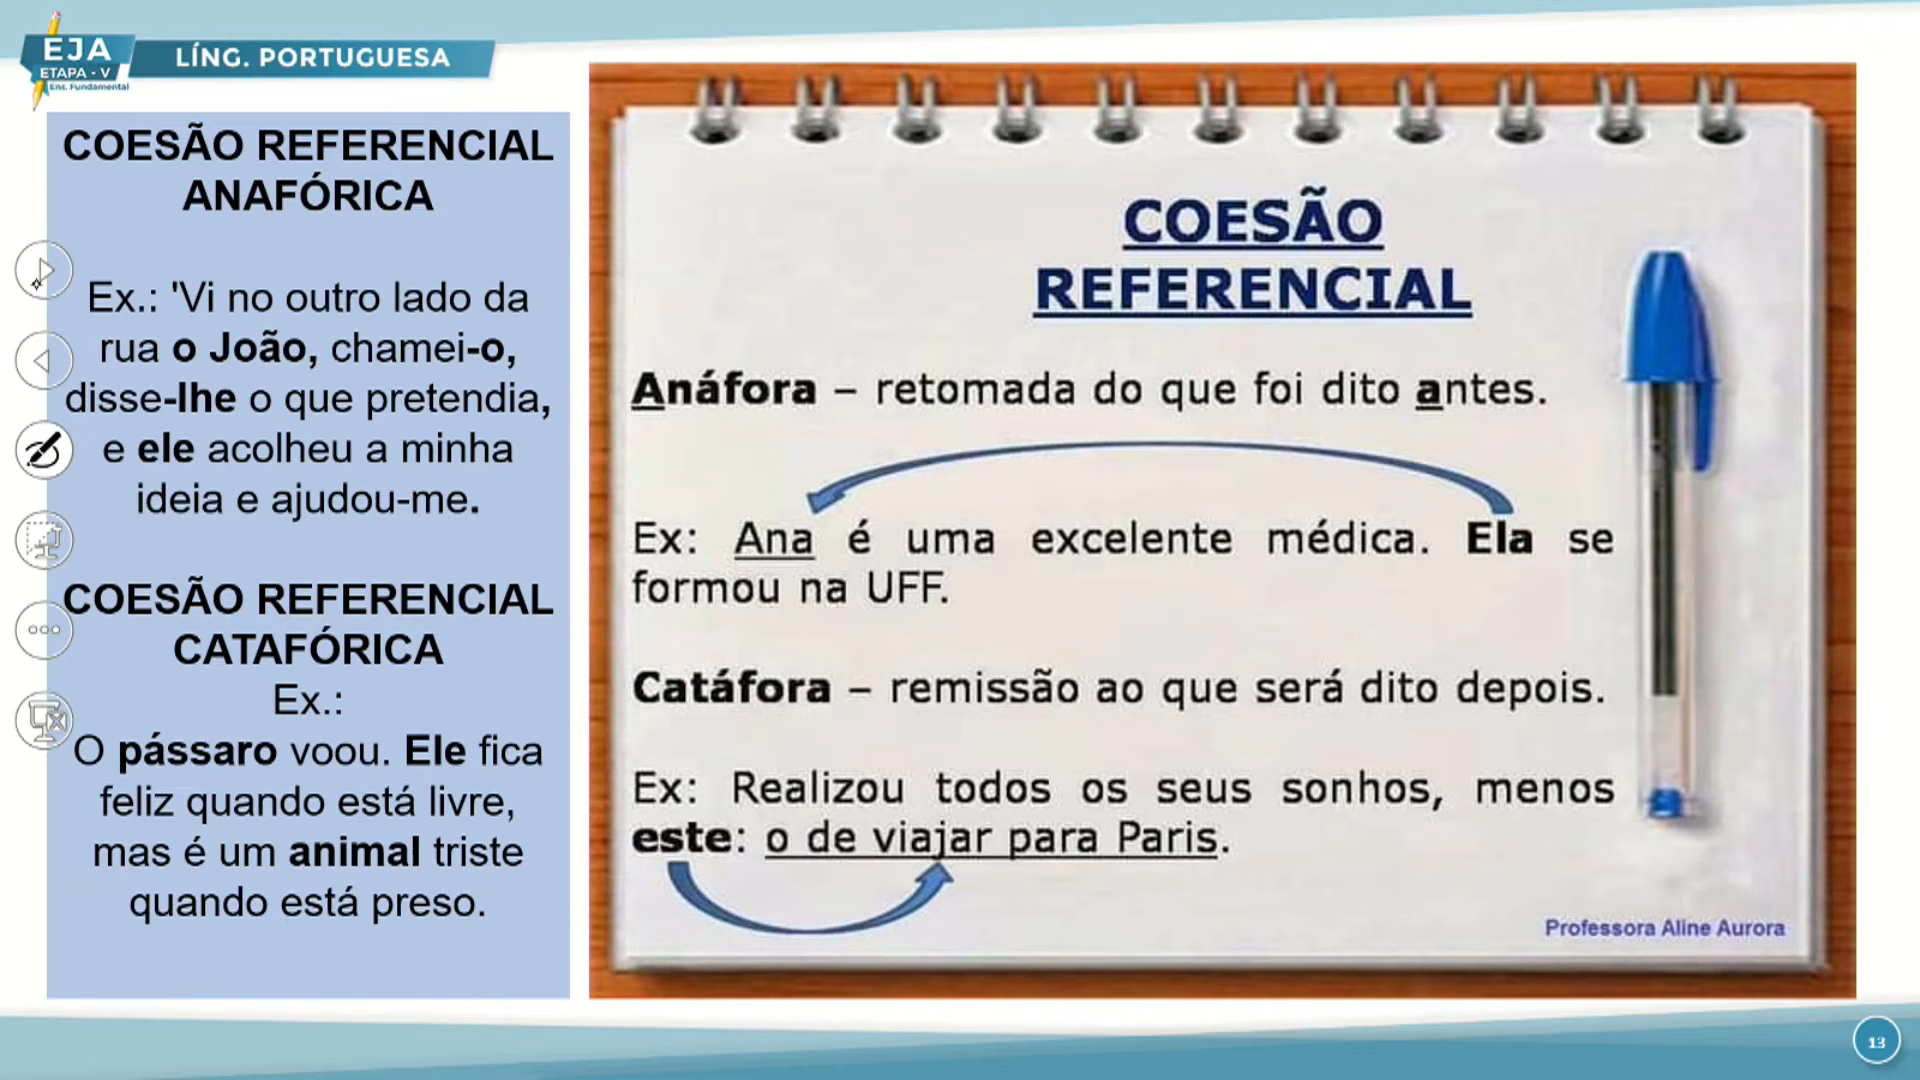 EJA
ETAPA - V
Ens. Fundamental
LÍNG. PORTUGUESA
COESÃO REFERENCIAL
ANAFÓRICA
Ex.: 'Vi no outro lado da
rua o João, chamei-o,
disse-lhe o que pretendia,
e ele acolheu a minha
ideia e ajudou-me.
COESÃO REFERENCIAL
CATAFÓRICA
Ex.:
O pássaro voou. Ele fica
feliz quando está livre,
mas é um animal triste
quando está preso.
COESÃO
REFERENCIAL
Anáfora – retomada do que foi dito antes.
Ex: Ana é uma excelente médica. Ela se
formou na UFF.
Catáfora – remissão ao que será dito depois.
Ex: Realizou todos os seus sonhos, menos
este: o de viajar para Paris.
Professora Aline Aurora
13